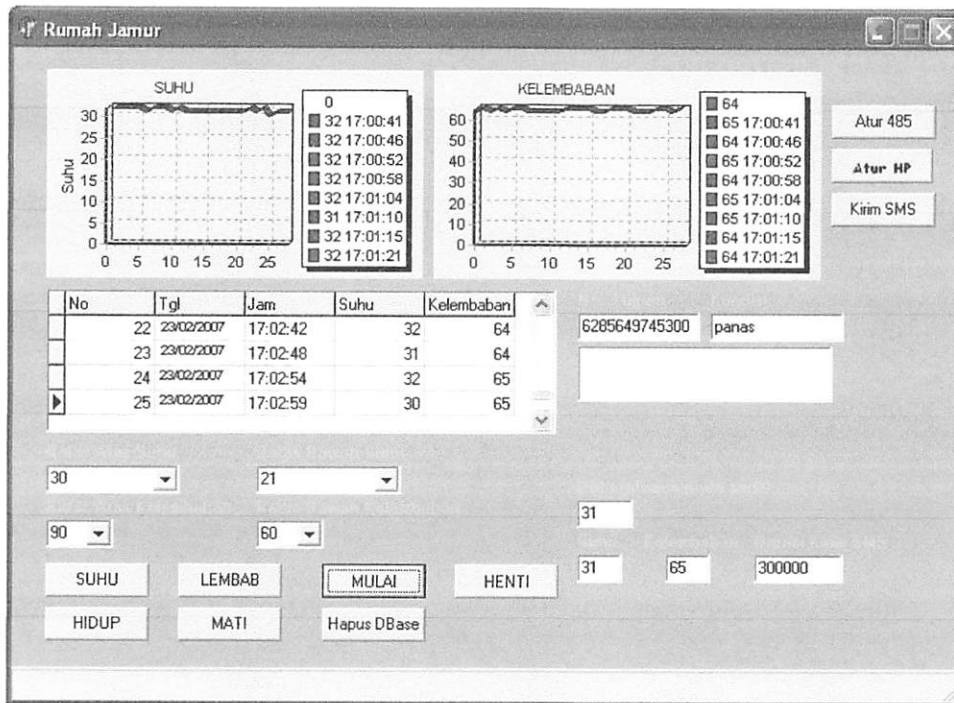 Rumah Jamur
SUHU
Suhu
30
25
20
15
10
5
0
0 5 10 15 20 25
0
32 17:00:41
32 17:00:46
32 17:00:52
32 17:00:58
32 17:01:04
31 17:01:10
32 17:01:15
32 17:01:21
KELEMBABAN
60
50
40
30
20
10
0
0 5 10 15 20 25
64
65 17:00:41
64 17:00:46
65 17:00:52
64 17:00:58
65 17:01:04
65 17:01:10
64 17:01:15
64 17:01:21
Atur 485
Atur HP
Kirim SMS
No Tgl Jam Suhu Kelembaban
22 23/02/2007 17:02:42 32 64
23 23/02/2007 17:02:48 31 64
24 23/02/2007 17:02:54 32 65
25 23/02/2007 17:02:59 30 65
6285649745300 panas
30 21
90 60
31
31 65 300000
SUHU LEMBAB MULAI HENTI
HIDUP MATI Hapus DBase